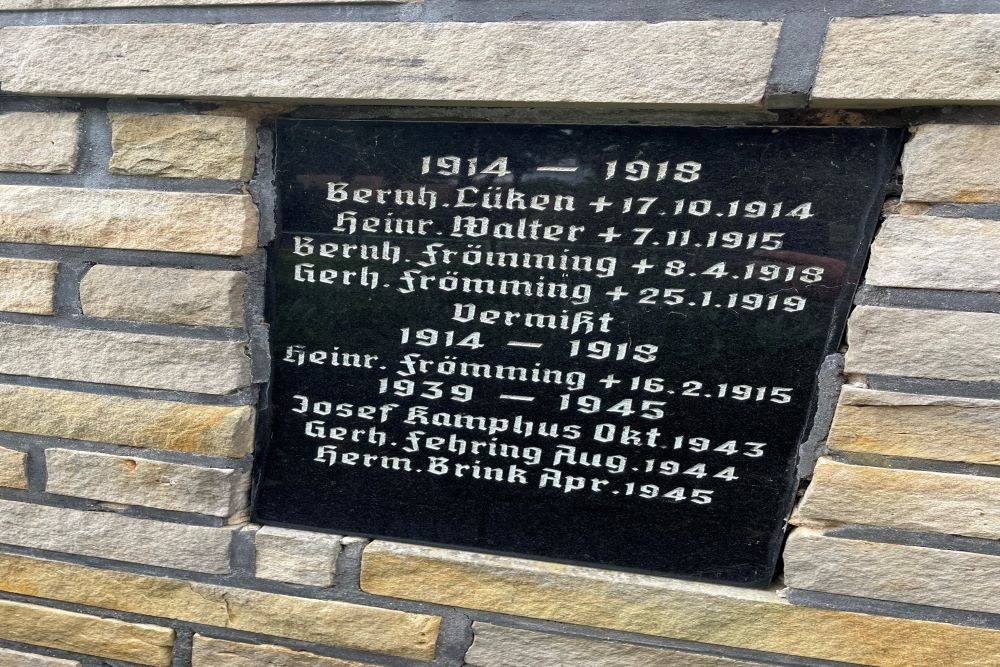 1914 – 1918
Bernh. Lüken + 17.10.1914
Heinr. Walter + 7.11.1915
Bernh. Frömming + 8.4.1918
Gerh. Frömming + 25.1.1919
Vermißt
1914 – 1918
Heinr. Frömming + 16.2.1915
1939 – 1945
Josef Kamphus Okt. 1943
Gerh. Fehring Aug. 1944
Herm. Brink Apr. 1945